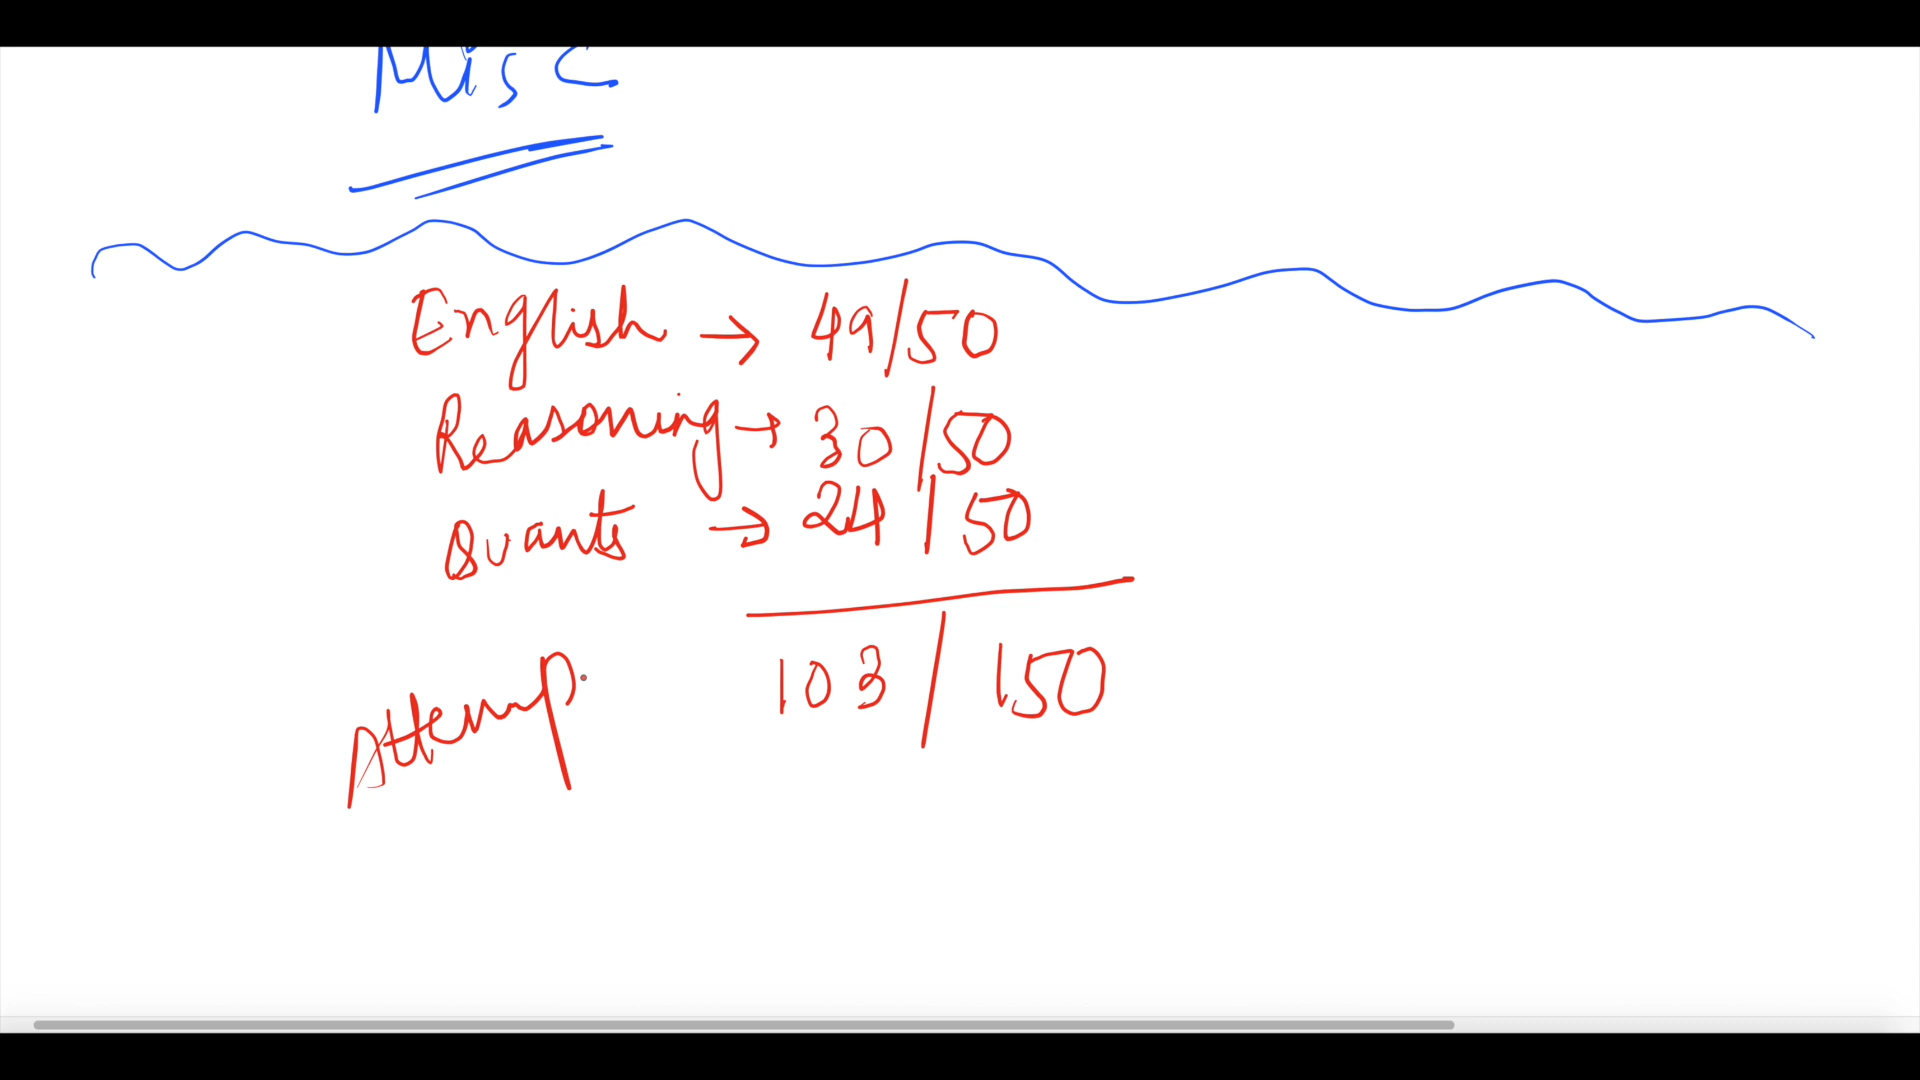 Misc
English → 49/50
Reasoning → 30/50
Quants → 24/50
103/150
Attemp